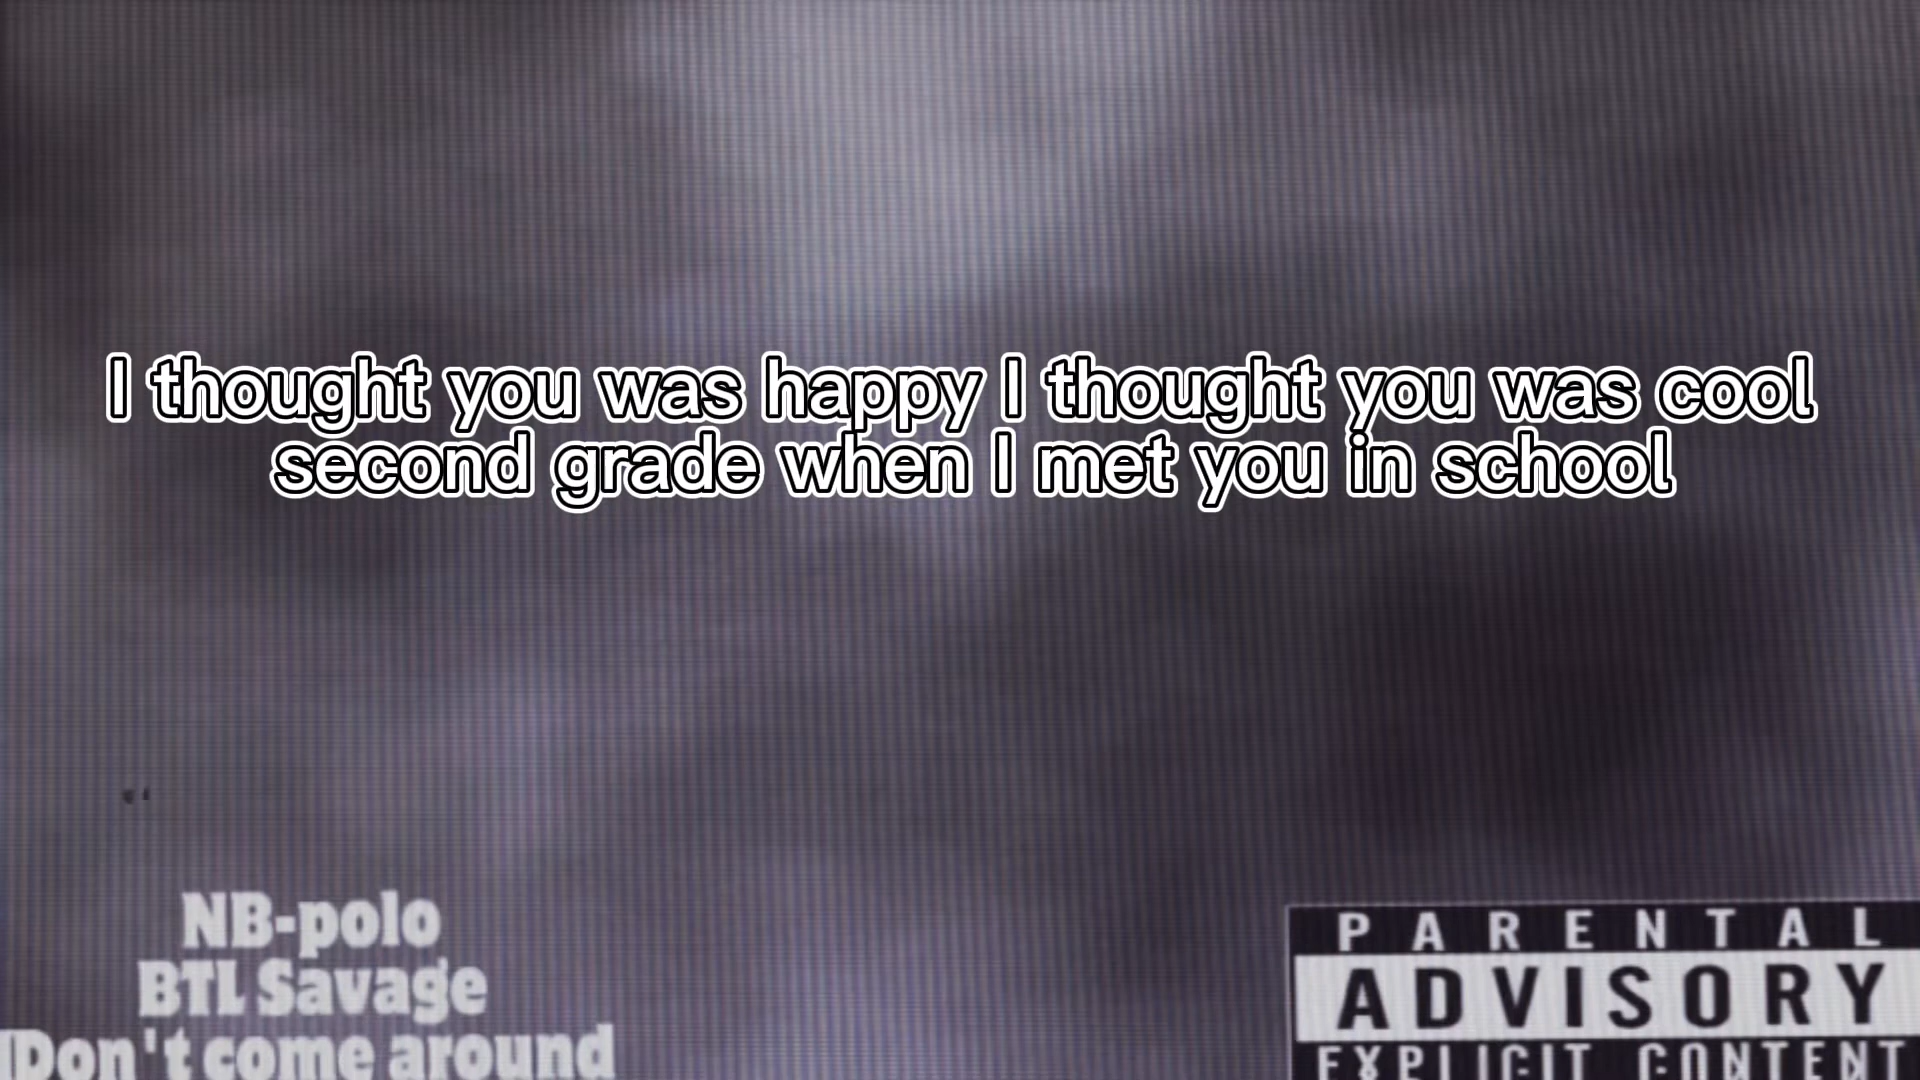 I thought you was happy I thought you was cool
second grade when I met you in school
NB-polo
BTL Savage
Don't come around
PARENTAL
ADVISORY
EXPLICIT CONTENT